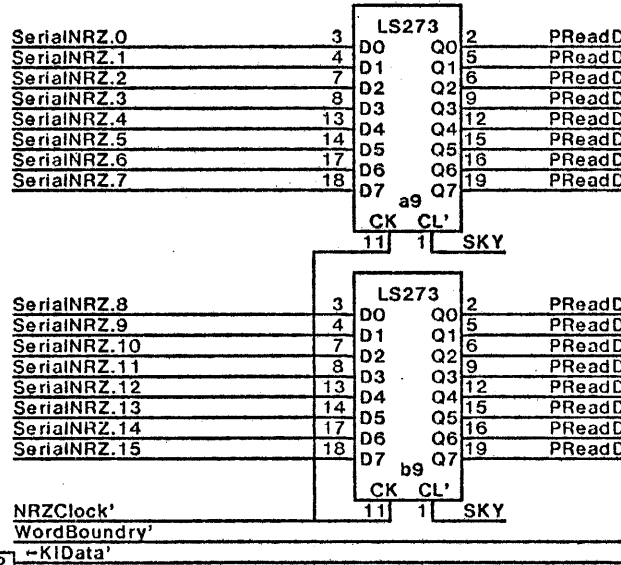 LS273
SerialNRZ.0 3 D0 Q0 2 PReadD
SerialNRZ.1 4 D1 Q1 5 PReadD
SerialNRZ.2 7 D2 Q2 6 PReadD
SerialNRZ.3 8 D3 Q3 9 PReadD
SerialNRZ.4 13 D4 Q4 12 PReadD
SerialNRZ.5 14 D5 Q5 15 PReadD
SerialNRZ.6 17 D6 Q6 16 PReadD
SerialNRZ.7 18 D7 Q7 19 PReadD
a9
CK CL'
11 1 SKY
LS273
SerialNRZ.8 3 D0 Q0 2 PReadD
SerialNRZ.9 4 D1 Q1 5 PReadD
SerialNRZ.10 7 D2 Q2 6 PReadD
SerialNRZ.11 8 D3 Q3 9 PReadD
SerialNRZ.12 13 D4 Q4 12 PReadD
SerialNRZ.13 14 D5 Q5 15 PReadD
SerialNRZ.14 17 D6 Q6 16 PReadD
SerialNRZ.15 18 D7 Q7 19 PReadD
b9
CK CL'
NRZClock' 11 1 SKY
WordBoundry'
←KIData'